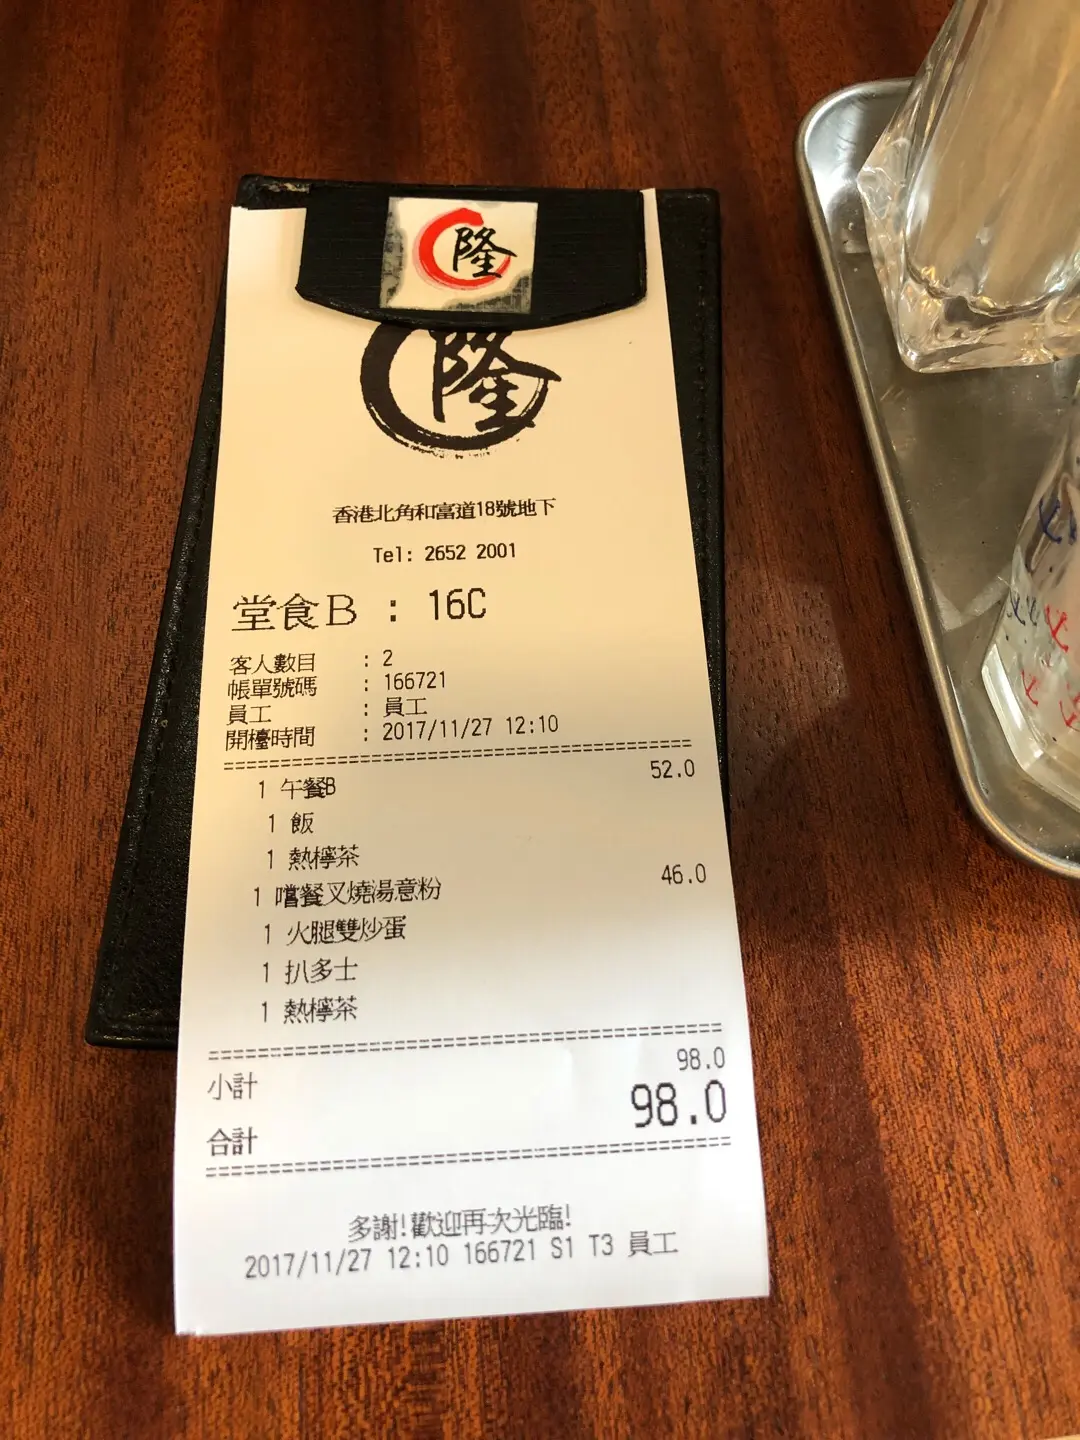 隆
隆
香港北角和富道18號地下
Tel: 2652 2001
堂食B : 16C
客人數目 : 2
帳單號碼 : 166721
員工 : 員工
開檯時間 : 2017/11/27 12:10
1 午餐B 52.0
1 飯
1 熱檸茶
1 嚐餐叉燒湯意粉 46.0
1 火腿雙炒蛋
1 扒多士
1 熱檸茶
小計 98.0
合計 98.0
多謝!歡迎再次光臨!
2017/11/27 12:10 166721 S1 T3 員工